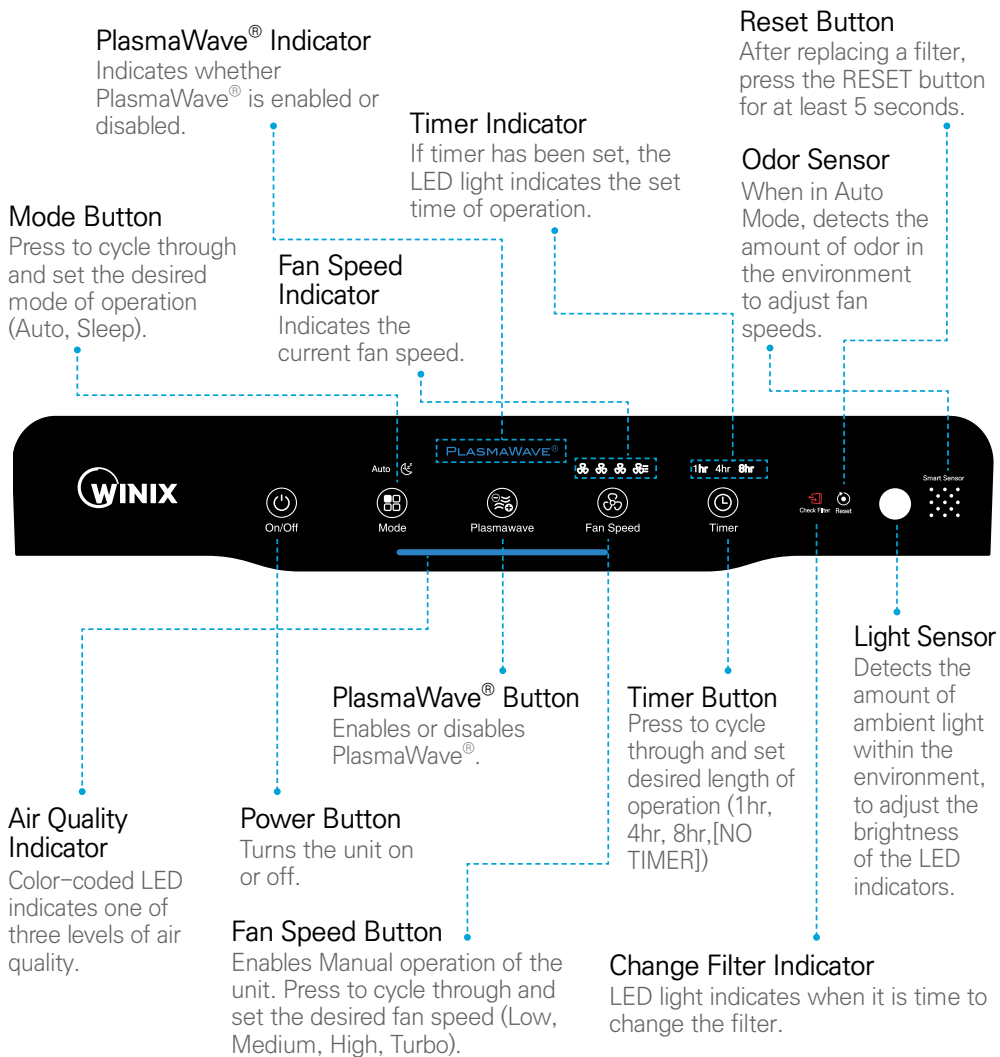 PlasmaWave® Indicator
Indicates whether
PlasmaWave® is enabled or
disabled.
Reset Button
After replacing a filter,
press the RESET button
for at least 5 seconds.
Timer Indicator
If timer has been set, the
LED light indicates the set
time of operation.
Odor Sensor
When in Auto
Mode, detects the
amount of odor in
the environment
to adjust fan
speeds.
Mode Button
Press to cycle through
and set the desired
mode of operation
(Auto, Sleep).
Fan Speed
Indicator
Indicates the
current fan speed.
WINIX
PLASMAWAVE®
Auto
1hr 4hr 8hr
Smart Sensor
On/Off
Mode
Plasmawave
Fan Speed
Timer
Check Filter
Reset
Light Sensor
Detects the
amount of
ambient light
within the
environment,
to adjust the
brightness
of the LED
indicators.
PlasmaWave® Button
Enables or disables
PlasmaWave®.
Timer Button
Press to cycle
through and set
desired length of
operation (1hr,
4hr, 8hr,[NO
TIMER])
Air Quality
Indicator
Color-coded LED
indicates one of
three levels of air
quality.
Power Button
Turns the unit on
or off.
Fan Speed Button
Enables Manual operation of the
unit. Press to cycle through and
set the desired fan speed (Low,
Medium, High, Turbo).
Change Filter Indicator
LED light indicates when it is time to
change the filter.